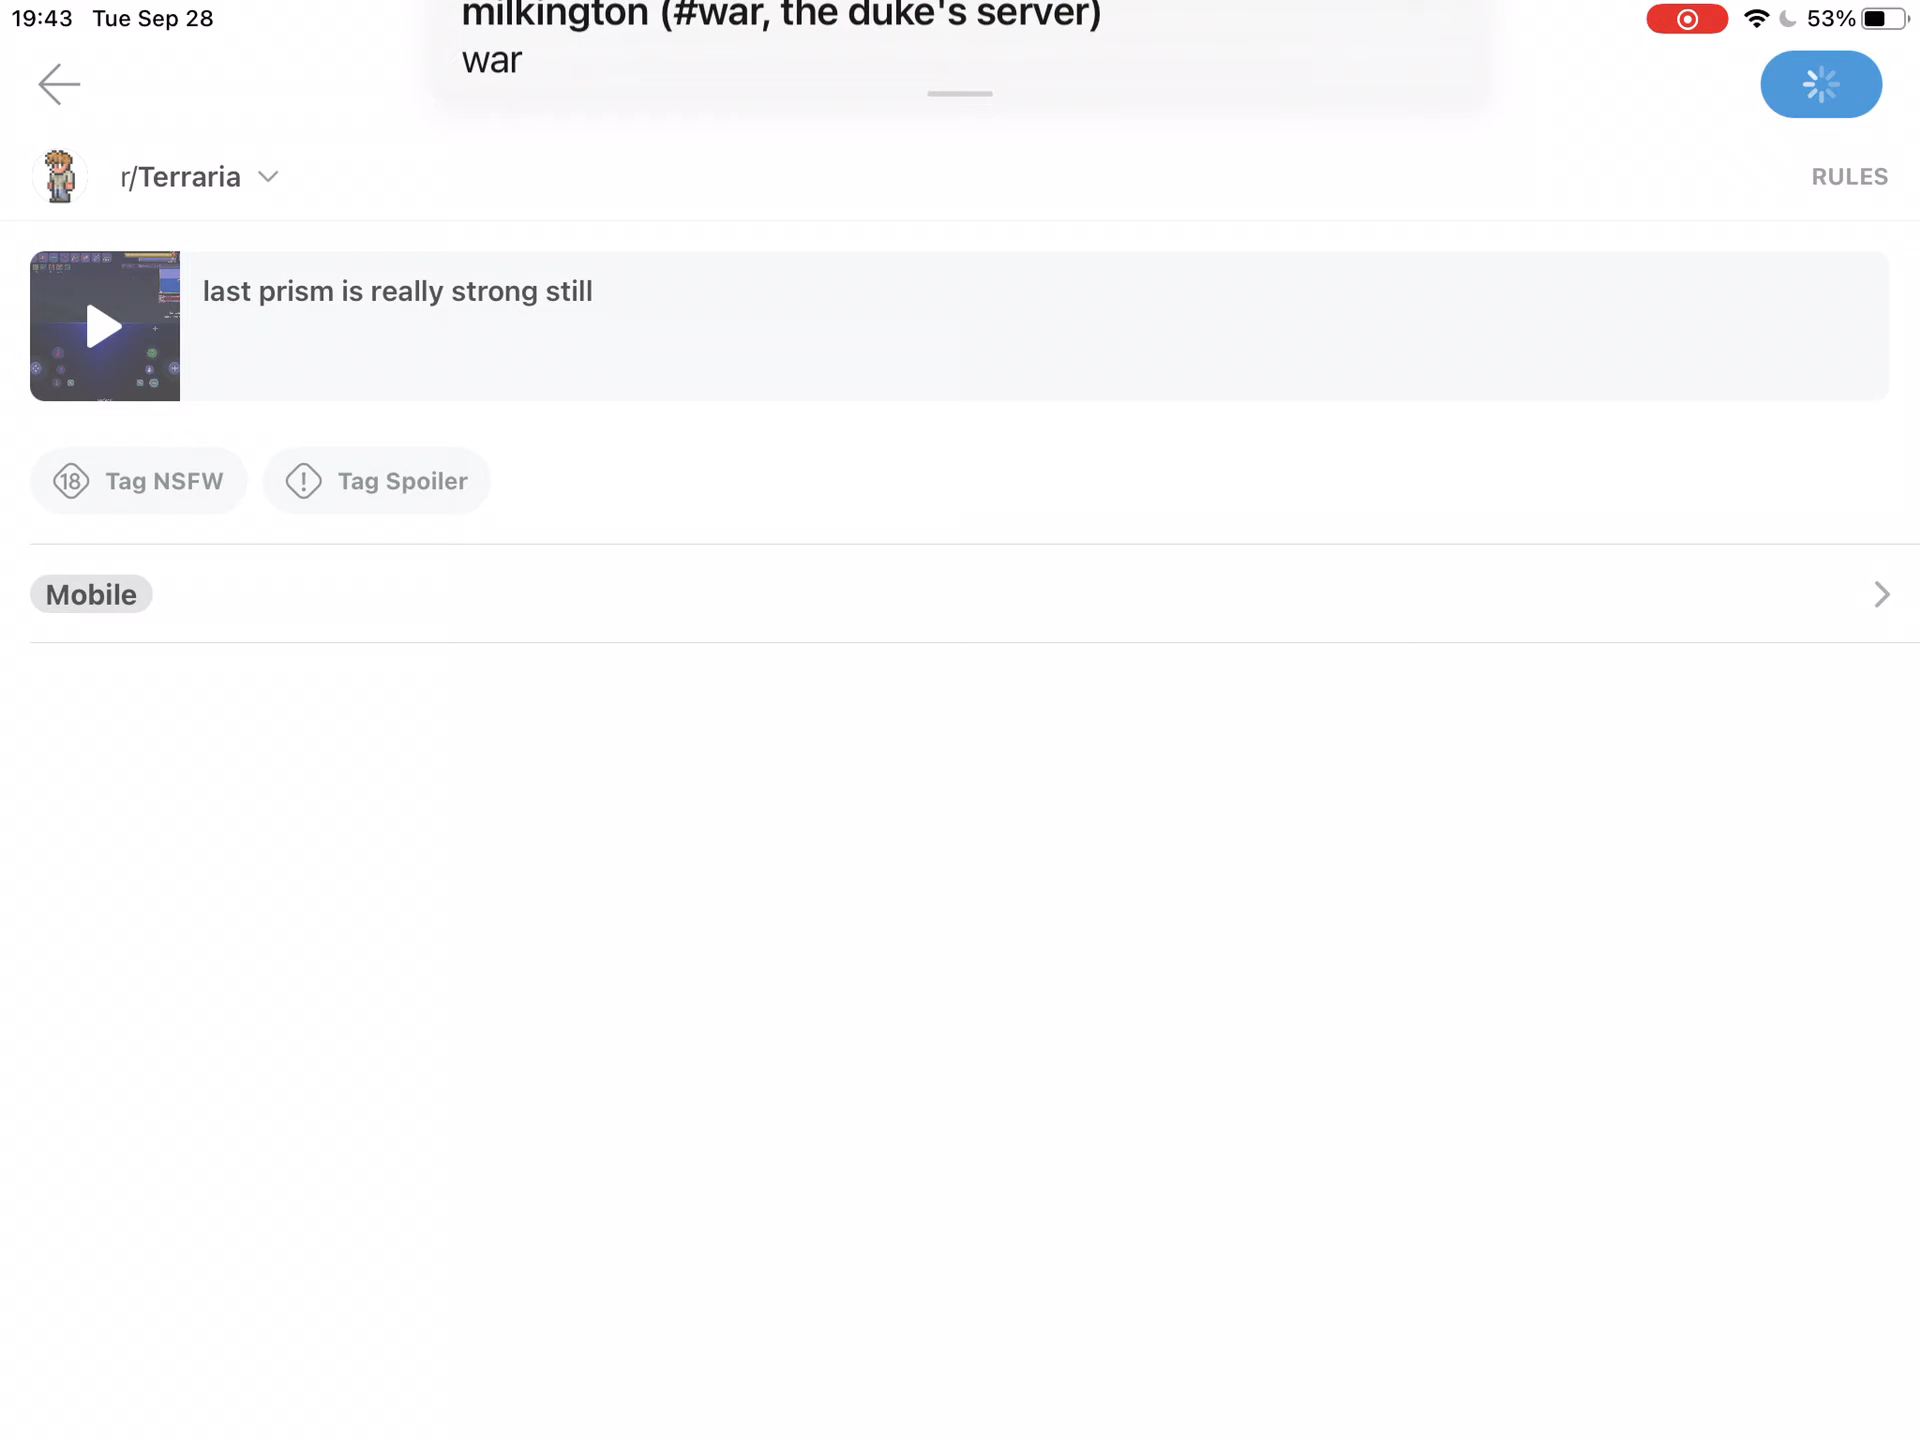 19:43 Tue Sep 28
milkington (#war, the duke's server)
war
53%
r/Terraria
RULES
last prism is really strong still
18 Tag NSFW
! Tag Spoiler
Mobile